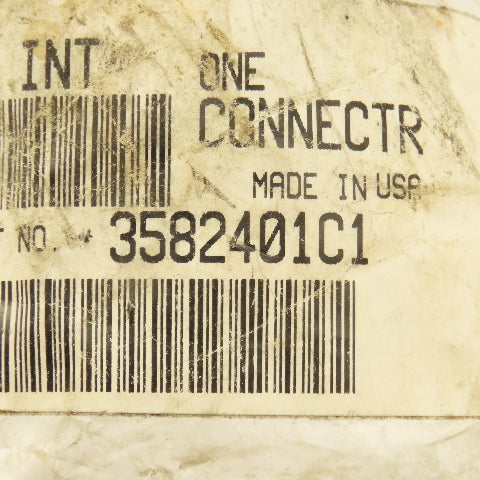 INT ONE
CONNECTR
MADE IN USA
NO. * 3582401C1